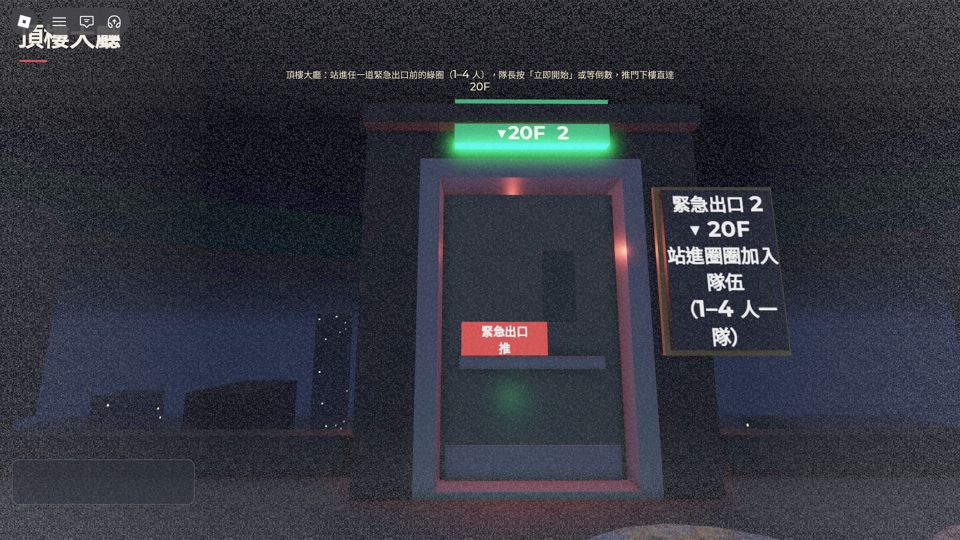 頂樓大廳
頂樓大廳：站進任一道緊急出口前的綠圈（1–4 人），隊長按「立即開始」或等倒數，推門下樓直達
20F
▼20F 2
緊急出口 2
▼ 20F
站進圈圈加入
隊伍
（1–4 人一
隊）
緊急出口
推